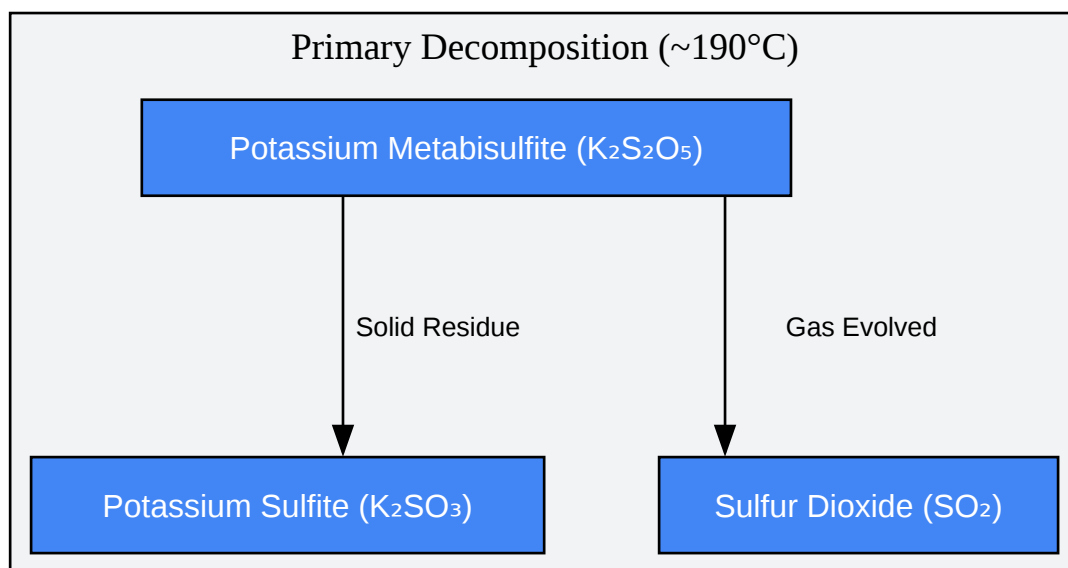 Primary Decomposition (~190°C)
Potassium Metabisulfite (K₂S₂O₅)
Solid Residue
Gas Evolved
Potassium Sulfite (K₂SO₃)
Sulfur Dioxide (SO₂)